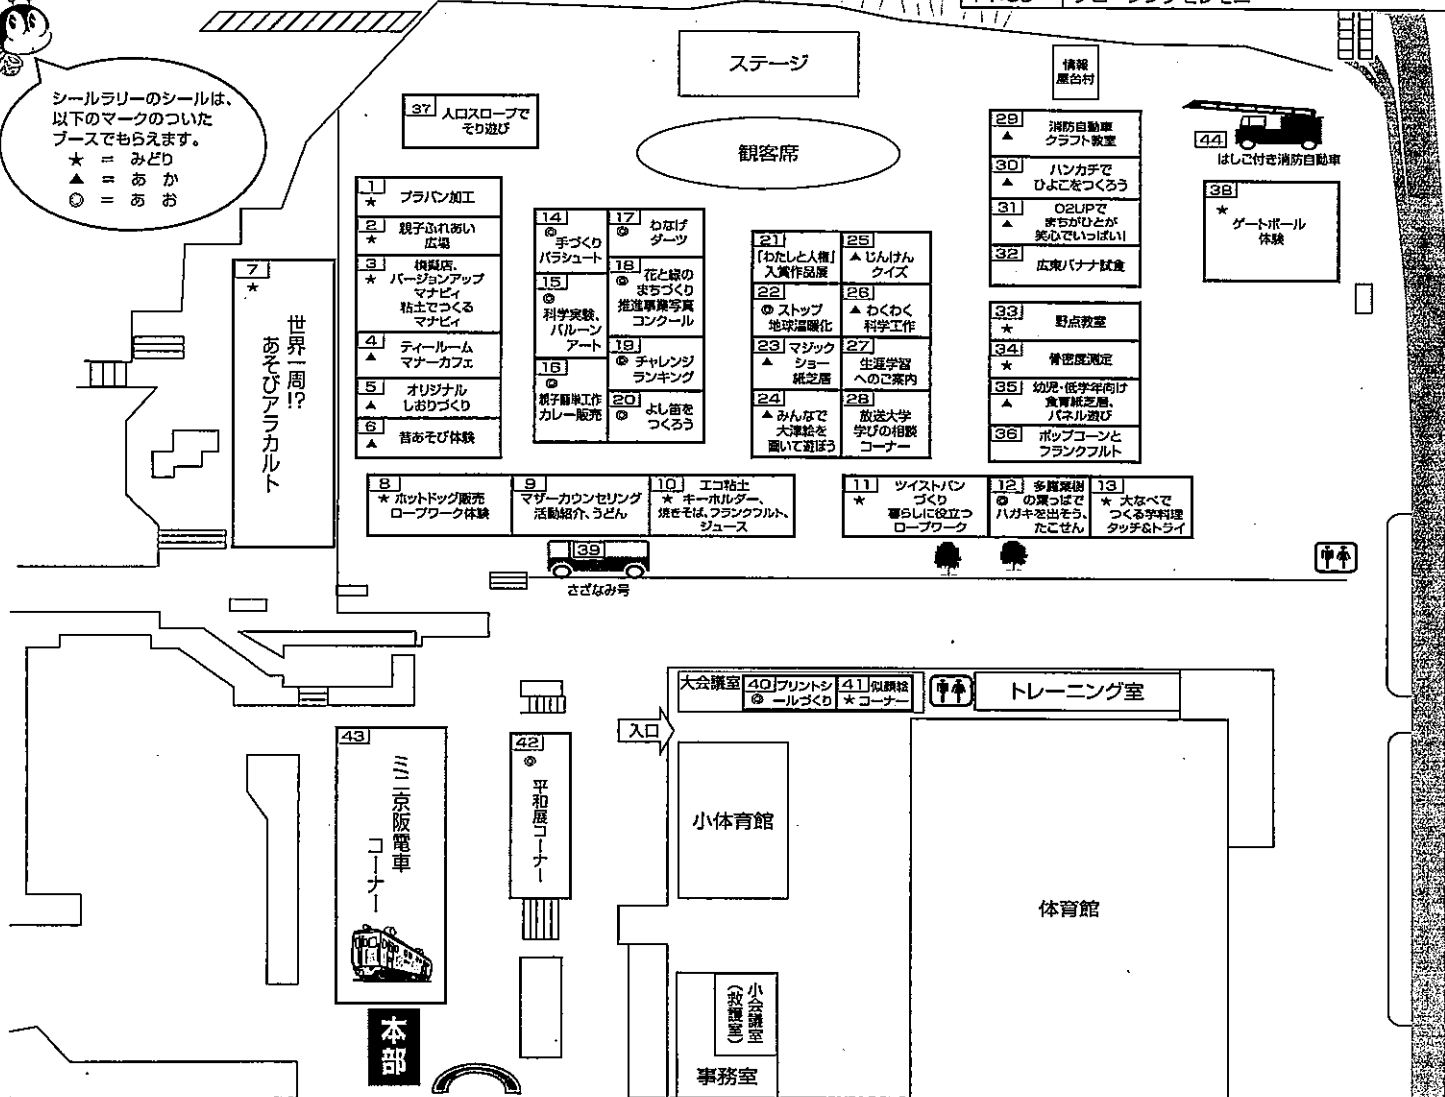 シールラリーのシールは、
以下のマークのついた
ブースでもらえます。
★ = みどり
▲ = あか
◎ = あお
ステージ
情報
屋台村
観客席
37 人口スロープで
そり遊び
29 ▲ 消防自動車
クラフト教室
30 ▲ ハンカチで
ひよこをつくろう
31 ▲ O2UPで
まちがひとが
笑心でいっぱい!
32 広東バナナ試食
44
はしご付き消防自動車
38
★ ゲートボール
体験
1 ★ プラバン加工
2 ★ 親子ふれあい
広場
3 ★ 模擬店、
バージョンアップ
マナビィ
粘土でつくる
マナビィ
4 ▲ ティールーム
マナーカフェ
5 ▲ オリジナル
しおりづくり
6 ▲ 昔あそび体験
7 ★
世界一周!?
あそびアラカルト
14 ◎ 手づくり
パラシュート
15 ◎
科学実験、
バルーン
アート
16 ◎
親子簡単工作
カレー販売
17 ◎ わなげ
ダーツ
18 ◎ 花と緑の
まちづくり
推進事業写真
コンクール
19 ◎ チャレンジ
ランキング
20 ◎ よし笛を
つくろう
21
「わたしと人権」
入賞作品展
22 ◎ ストップ
地球温暖化
23 ▲ マジック
ショー
紙芝居
24 ▲ みんなで
大津絵を
画いて遊ぼう
25 ▲ じんけん
クイズ
26 ▲ わくわく
科学工作
27 生涯学習
へのご案内
28 放送大学
学びの相談
コーナー
33 ★ 野点教室
34 ★ 骨密度測定
35 ▲ 幼児・低学年向け
食育紙芝居、
パネル遊び
36 ポップコーンと
フランクフルト
8 ★ ホットドッグ販売
ロープワーク体験
9 マザーカウンセリング
活動紹介、うどん
10 ★ エコ粘土
キーホルダー、
焼きそば、フランクフルト、
ジュース
11 ★ ツイストパン
づくり
暮らしに役立つ
ロープワーク
12 ◎ 多羅葉樹
の葉っぱで
ハガキを出そう、
たこせん
13 ★ 大なべで
つくる芋料理
タッチ&トライ
39
さざなみ号
大会議室
40 ◎ プリントシ
ールづくり
41 ★ 似顔絵
コーナー
トレーニング室
入口
43
ミニ京阪電車
コーナー
42 ◎
平和展コーナー
小体育館
体育館
小会議室
(救護室)
事務室
本部